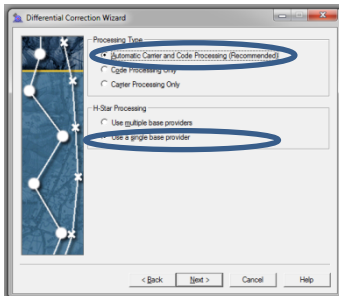 Differential Correction Wizard
Processing Type
Automatic Carrier and Code Processing (Recommended)
Code Processing Only
Carrier Processing Only
H-Star Processing
Use multiple base providers
Use a single base provider
< Back
Next >
Cancel
Help